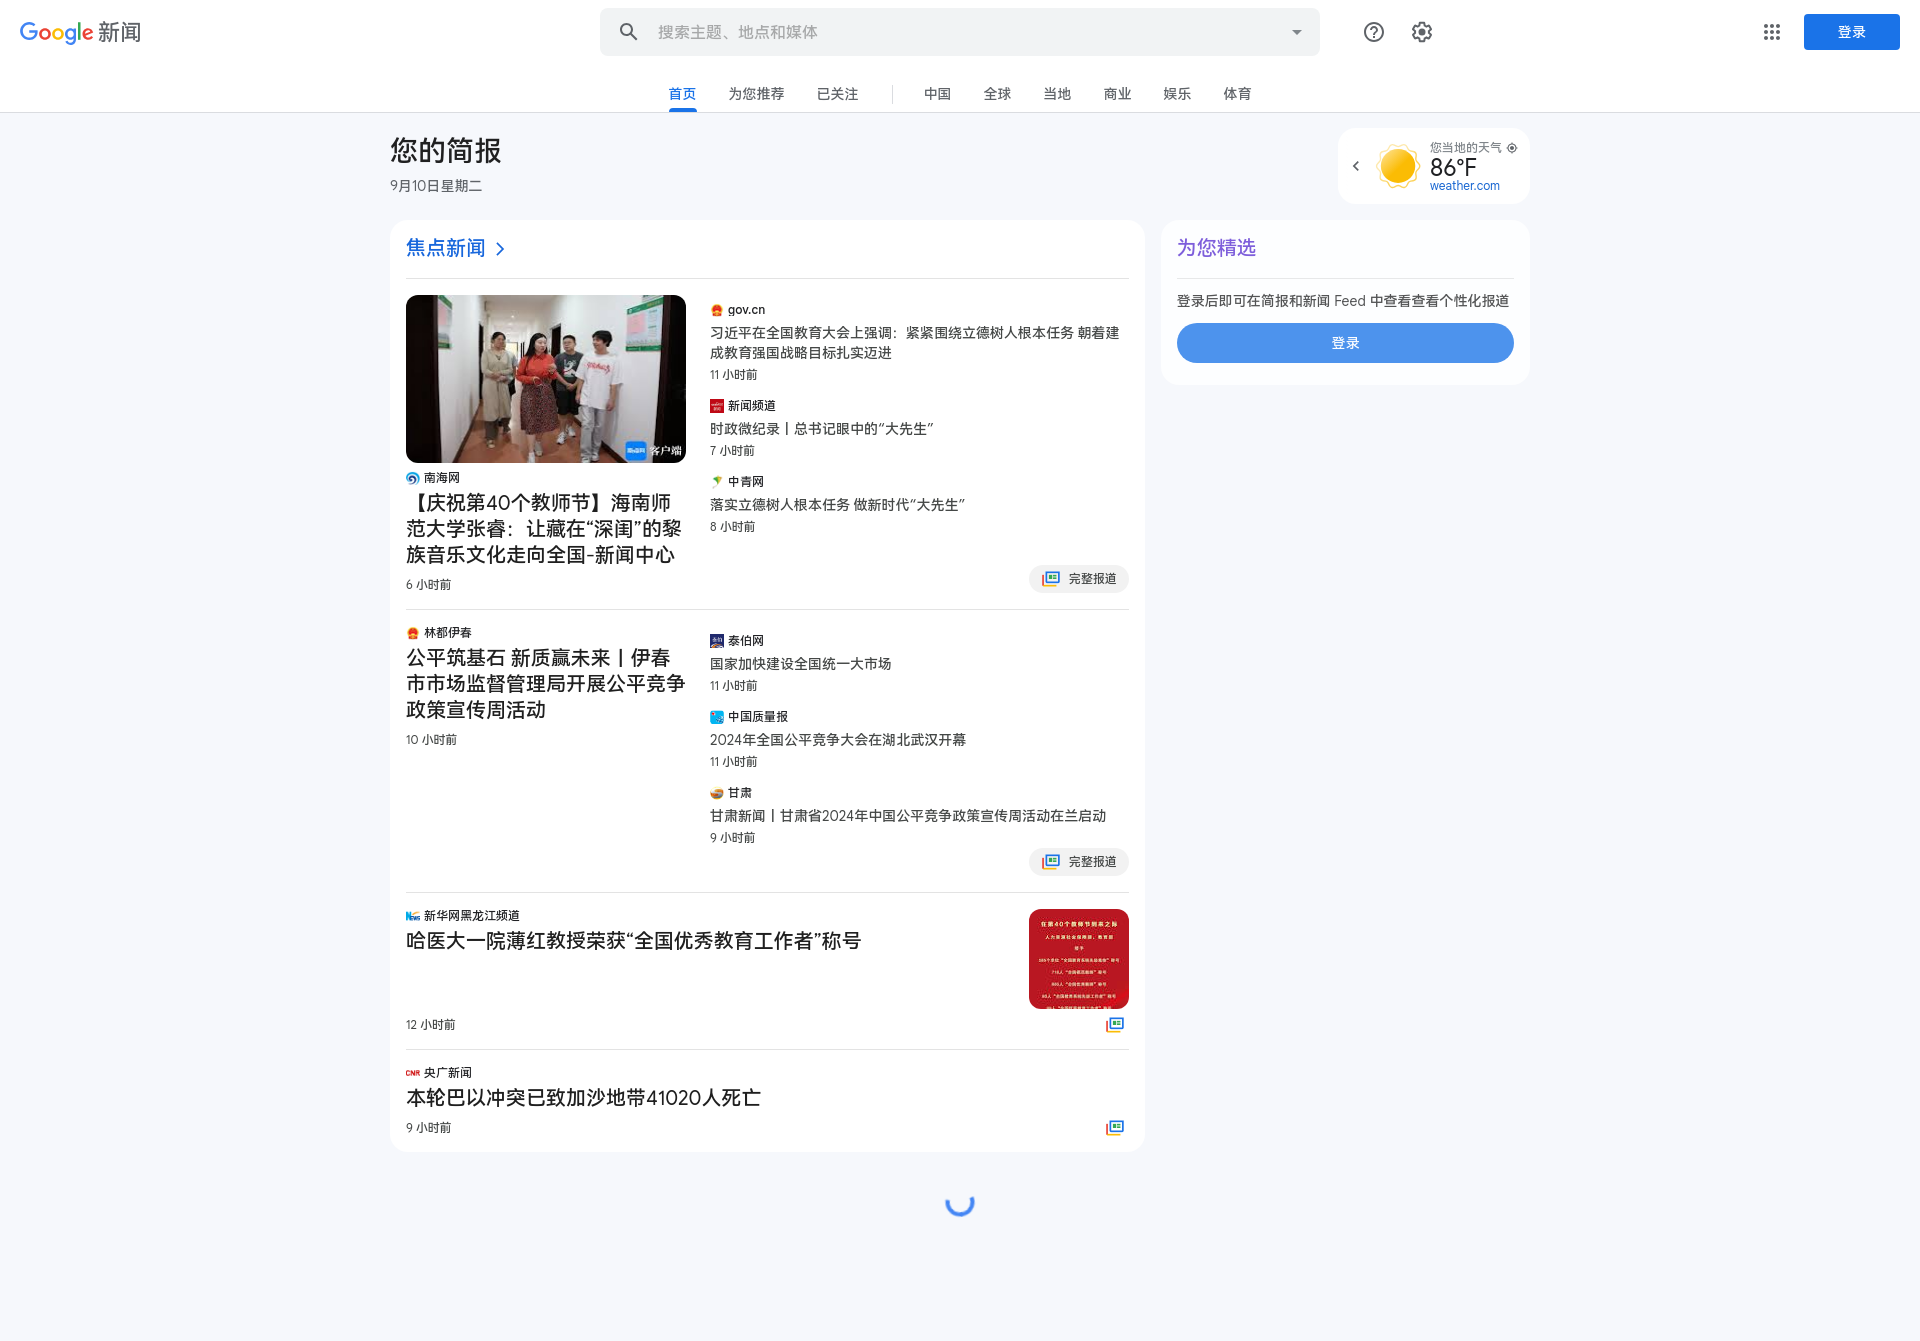 Google 新闻
搜索主题、地点和媒体
登录
首页
为您推荐
已关注
中国
全球
当地
商业
娱乐
体育
您的简报
9月10日星期二
您当地的天气
86°F
weather.com
焦点新闻
客户端
南海网
【庆祝第40个教师节】海南师
范大学张睿：让藏在“深闺”的黎
族音乐文化走向全国-新闻中心
6 小时前
gov.cn
习近平在全国教育大会上强调：紧紧围绕立德树人根本任务 朝着建
成教育强国战略目标扎实迈进
11 小时前
新闻频道
时政微纪录丨总书记眼中的“大先生”
7 小时前
中青网
落实立德树人根本任务 做新时代“大先生”
8 小时前
完整报道
林都伊春
公平筑基石 新质赢未来丨伊春
市市场监督管理局开展公平竞争
政策宣传周活动
10 小时前
泰伯网
国家加快建设全国统一大市场
11 小时前
中国质量报
2024年全国公平竞争大会在湖北武汉开幕
11 小时前
甘肃
甘肃新闻丨甘肃省2024年中国公平竞争政策宣传周活动在兰启动
9 小时前
完整报道
新华网黑龙江频道
哈医大一院薄红教授荣获“全国优秀教育工作者”称号
12 小时前
在第40个教师节到来之际
CNR 央广新闻
本轮巴以冲突已致加沙地带41020人死亡
9 小时前
为您精选
登录后即可在简报和新闻 Feed 中查看查看个性化报道
登录